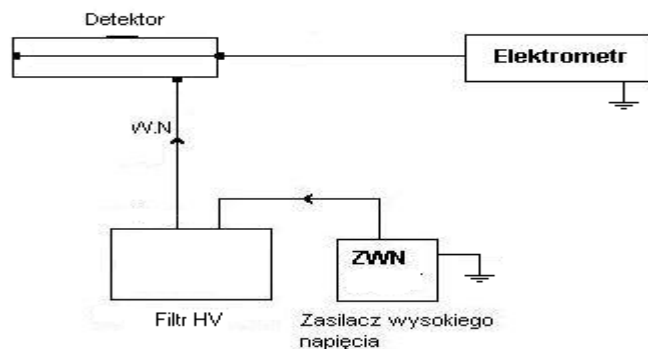 Detektor
Elektrometr
W.N
ZWN
Filtr HV
Zasilacz wysokiego
napięcia